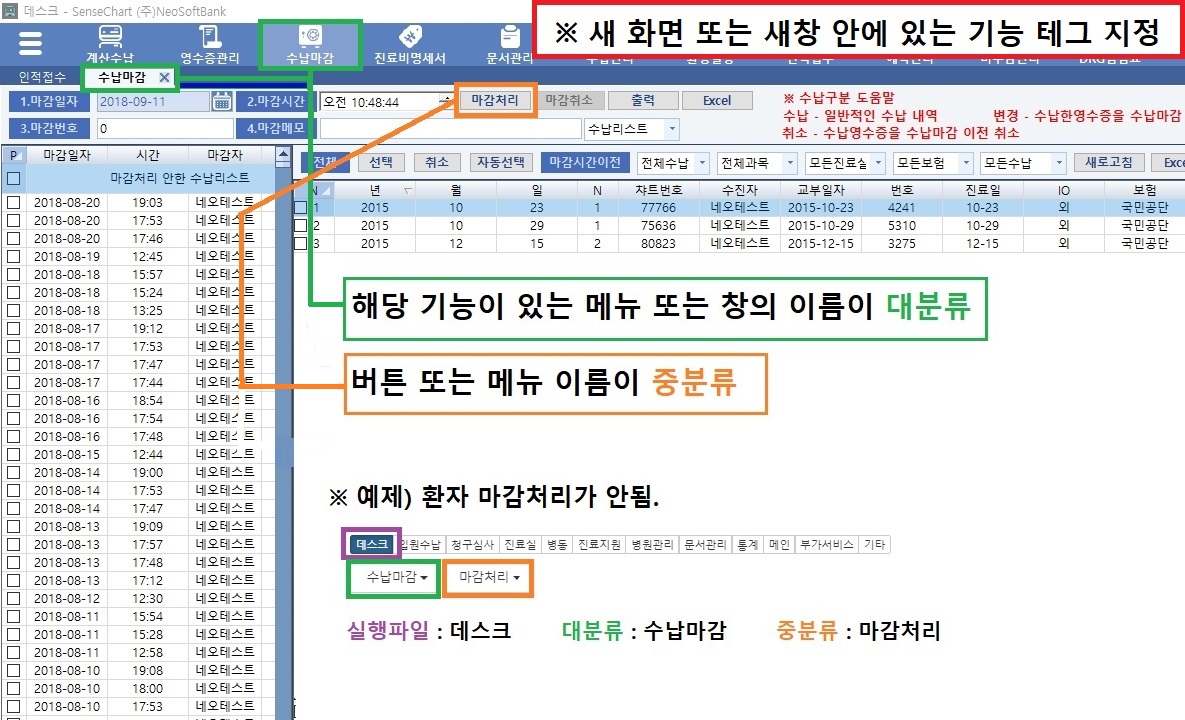 데스크 - SenseChart (주)NeoSoftBank
※ 새 화면 또는 새창 안에 있는 기능 테그 지정
계산수납 영수증관리 수납마감 진료비명세서 문서관리
인적접수 수납마감 ✕
1.마감일자 2018-09-11 2.마감시간 오전 10:48:44 마감처리 마감취소 출력 Excel
3.마감번호 0 4.마감메모 수납리스트
※ 수납구분 도움말
수납 - 일반적인 수납 내역 변경 - 수납한영수증을 수납마감
취소 - 수납영수증을 수납마감 이전 취소
P 마감일자 시간 마감자
마감처리 안한 수납리스트
2018-08-20 19:03 네오테스트
2018-08-20 17:53 네오테스트
2018-08-20 17:46 네오테스트
2018-08-19 12:45 네오테스트
2018-08-18 15:57 네오테스트
2018-08-18 15:24 네오테스트
2018-08-18 13:25 네오테스트
2018-08-17 19:12 네오테스트
2018-08-17 17:53 네오테스트
2018-08-17 17:47 네오테스트
2018-08-17 17:44 네오테스트
2018-08-16 18:54 네오테스트
2018-08-16 17:54 네오테스트
2018-08-16 17:48 네오테스트
2018-08-15 12:44 네오테스트
2018-08-14 19:00 네오테스트
2018-08-14 17:53 네오테스트
2018-08-14 17:47 네오테스트
2018-08-13 19:09 네오테스트
2018-08-13 17:57 네오테스트
2018-08-13 17:48 네오테스트
2018-08-13 17:12 네오테스트
2018-08-12 12:30 네오테스트
2018-08-11 15:54 네오테스트
2018-08-11 15:28 네오테스트
2018-08-11 12:58 네오테스트
2018-08-10 19:08 네오테스트
2018-08-10 18:00 네오테스트
2018-08-10 17:53 네오테스트
전체 선택 취소 자동선택 마감시간이전 전체수납 전체과목 모든진료실 모든보험 모든수납 새로고침
N 년 월 일 N 챠트번호 수진자 교부일자 번호 진료일 IO 보험
1 2015 10 23 1 77766 네오테스트 2015-10-23 4241 10-23 외 국민공단
2 2015 10 29 1 75636 네오테스트 2015-10-29 5310 10-29 외 국민공단
3 2015 12 15 2 80823 네오테스트 2015-12-15 3275 12-15 외 국민공단
해당 기능이 있는 메뉴 또는 창의 이름이 대분류
버튼 또는 메뉴 이름이 중분류
※ 예제) 환자 마감처리가 안됨.
데스크 입원수납 청구심사 진료실 병동 진료지원 병원관리 문서관리 통계 메인 부가서비스 기타
수납마감 마감처리
실행파일 : 데스크 대분류 : 수납마감 중분류 : 마감처리